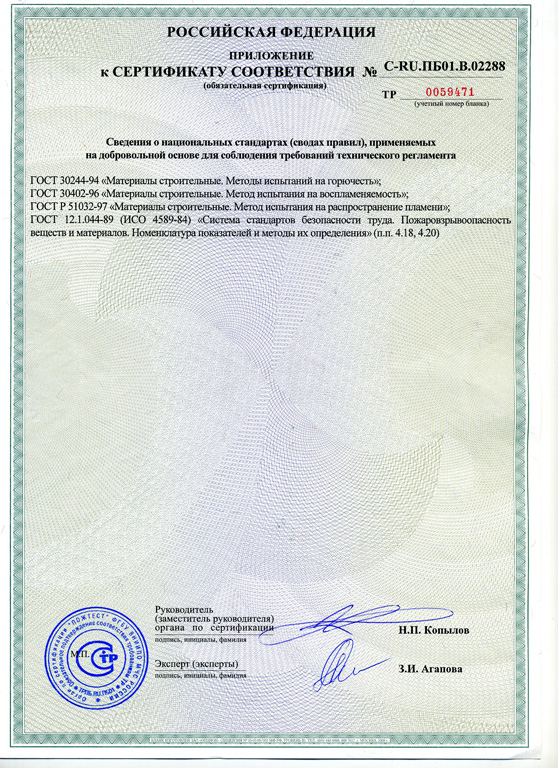 РОССИЙСКАЯ ФЕДЕРАЦИЯ
ПРИЛОЖЕНИЕ
к СЕРТИФИКАТУ СООТВЕТСТВИЯ № C-RU.ПБ01.В.02288
(обязательная сертификация)
ТР 0059471
(учетный номер бланка)
Сведения о национальных стандартах (сводах правил), применяемых
на добровольной основе для соблюдения требований технического регламента
ГОСТ 30244-94 «Материалы строительные. Методы испытаний на горючесть»;
ГОСТ 30402-96 «Материалы строительные. Метод испытания на воспламеняемость»;
ГОСТ Р 51032-97 «Материалы строительные. Метод испытания на распространение пламени»;
ГОСТ 12.1.044-89 (ИСО 4589-84) «Система стандартов безопасности труда. Пожаровзрывоопасность
веществ и материалов. Номенклатура показателей и методы их определения» (п.п. 4.18, 4.20)
Руководитель
(заместитель руководителя)
органа по сертификации
подпись, инициалы, фамилия
Н.П. Копылов
М.П.
Эксперт (эксперты)
подпись, инициалы, фамилия
З.И. Агапова